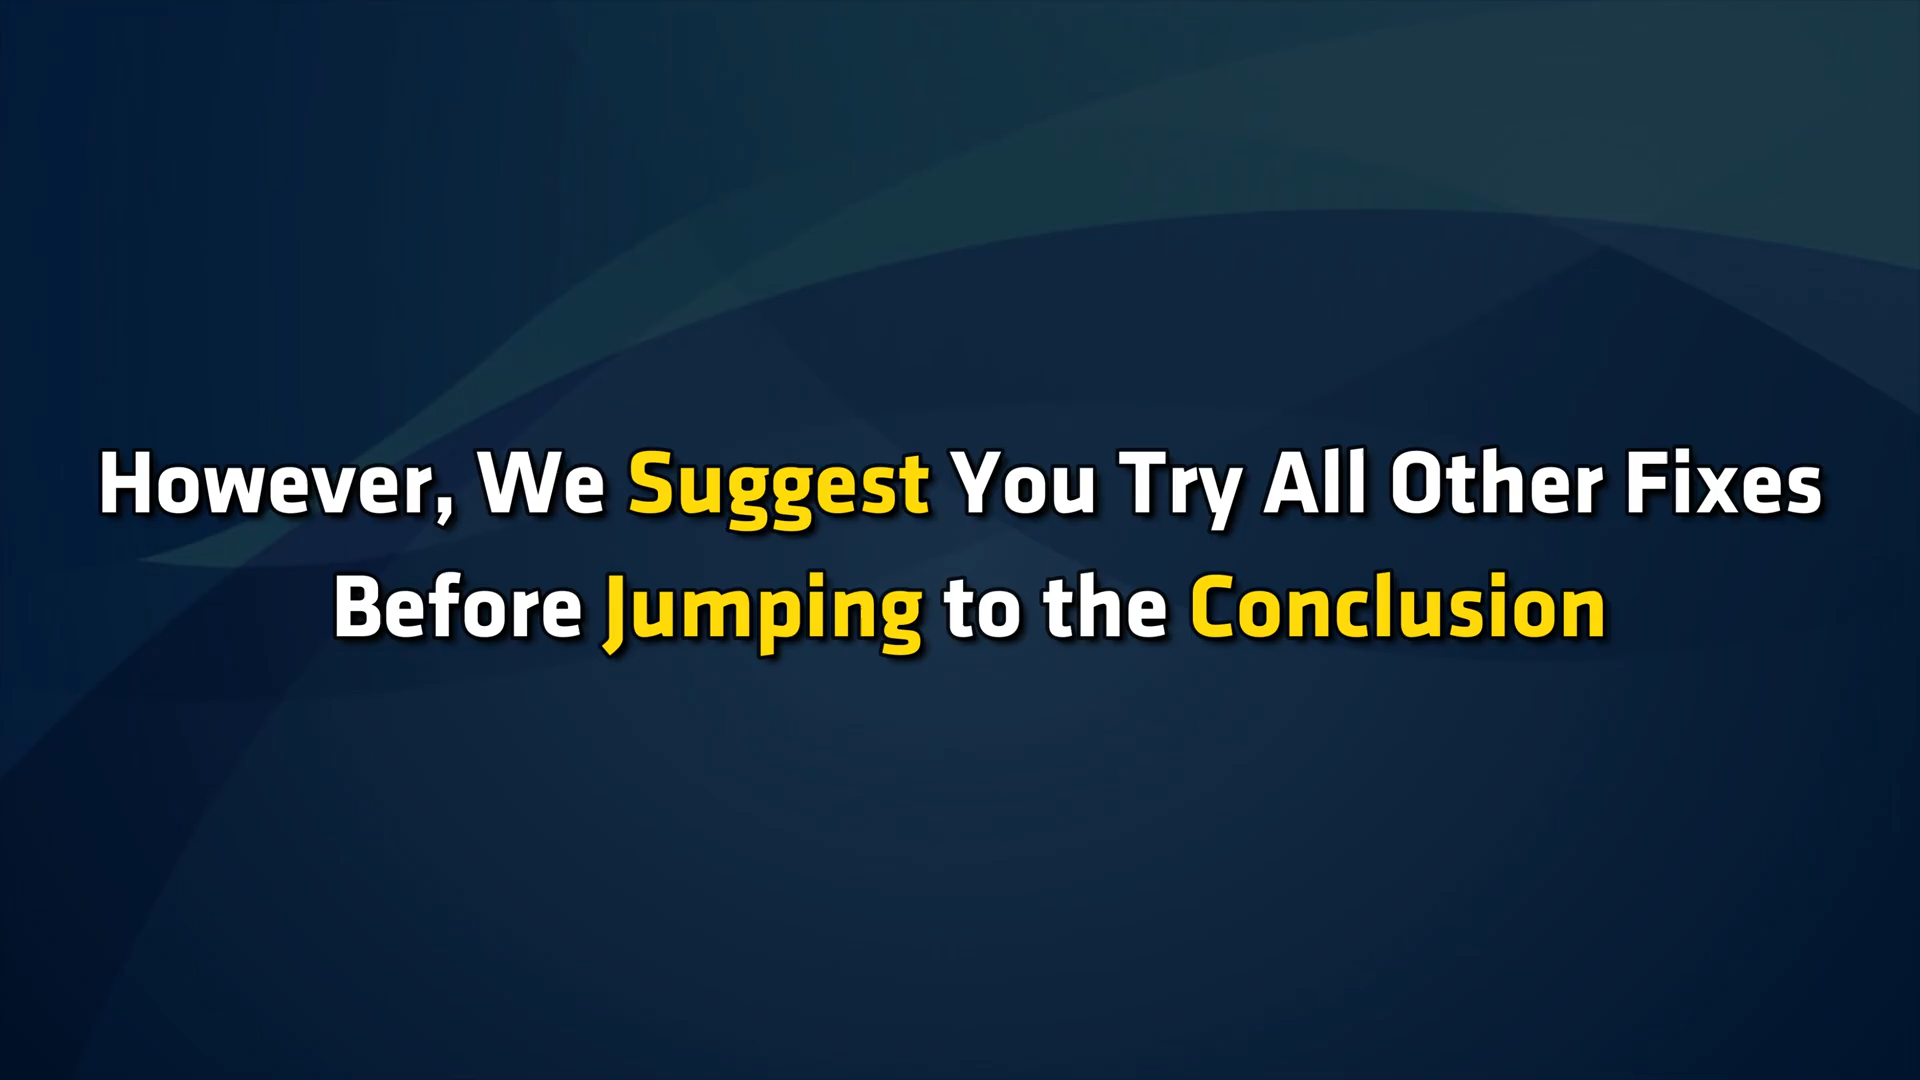 However, We Suggest You Try All Other Fixes
Before Jumping to the Conclusion